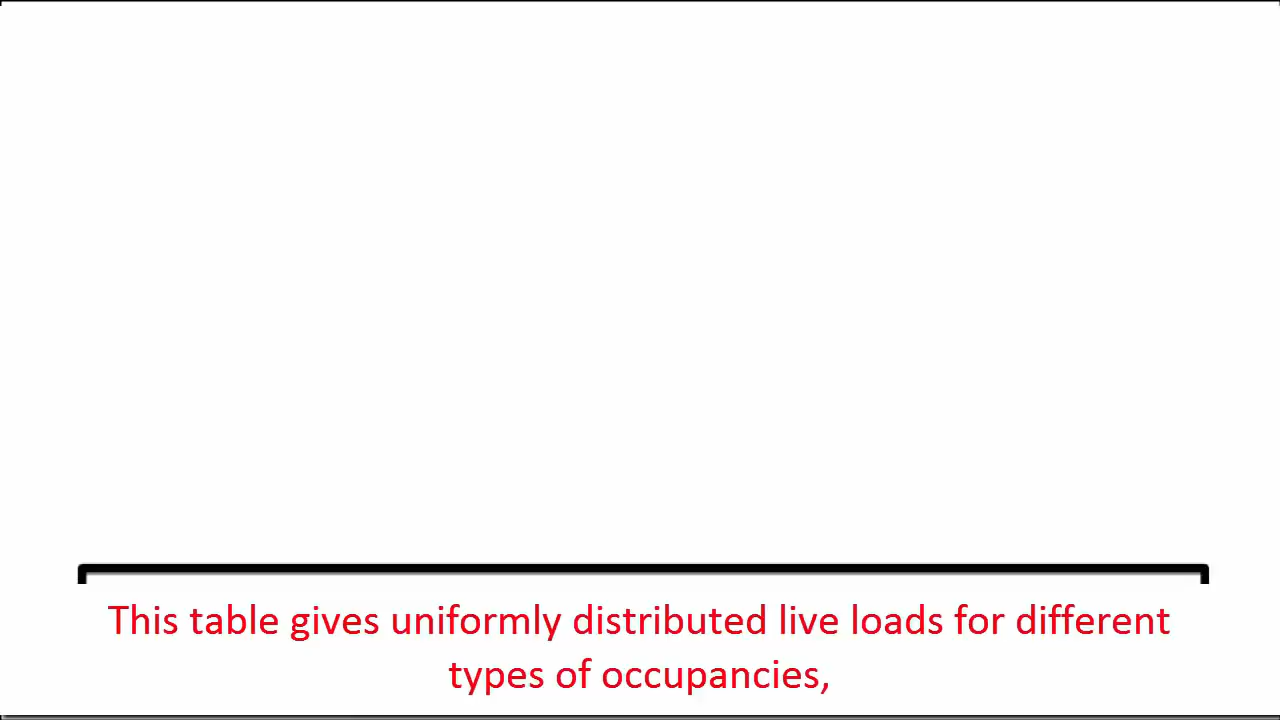 This table gives uniformly distributed live loads for different
types of occupancies,